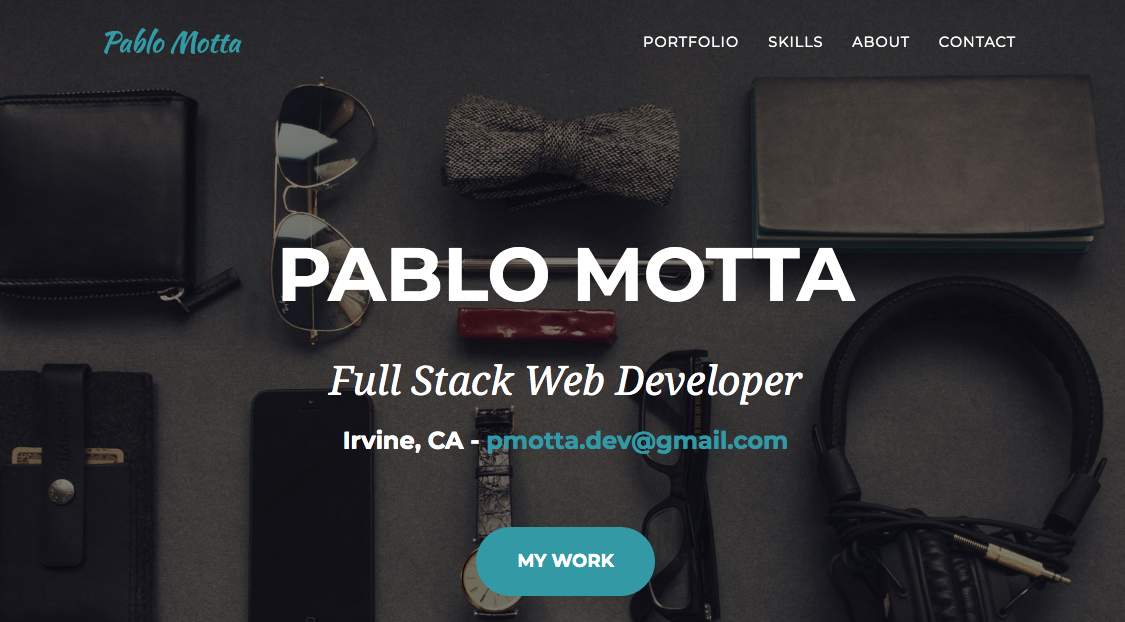 Pablo Motta
PORTFOLIO SKILLS ABOUT CONTACT
PABLO MOTTA
Full Stack Web Developer
Irvine, CA - pmotta.dev@gmail.com
MY WORK